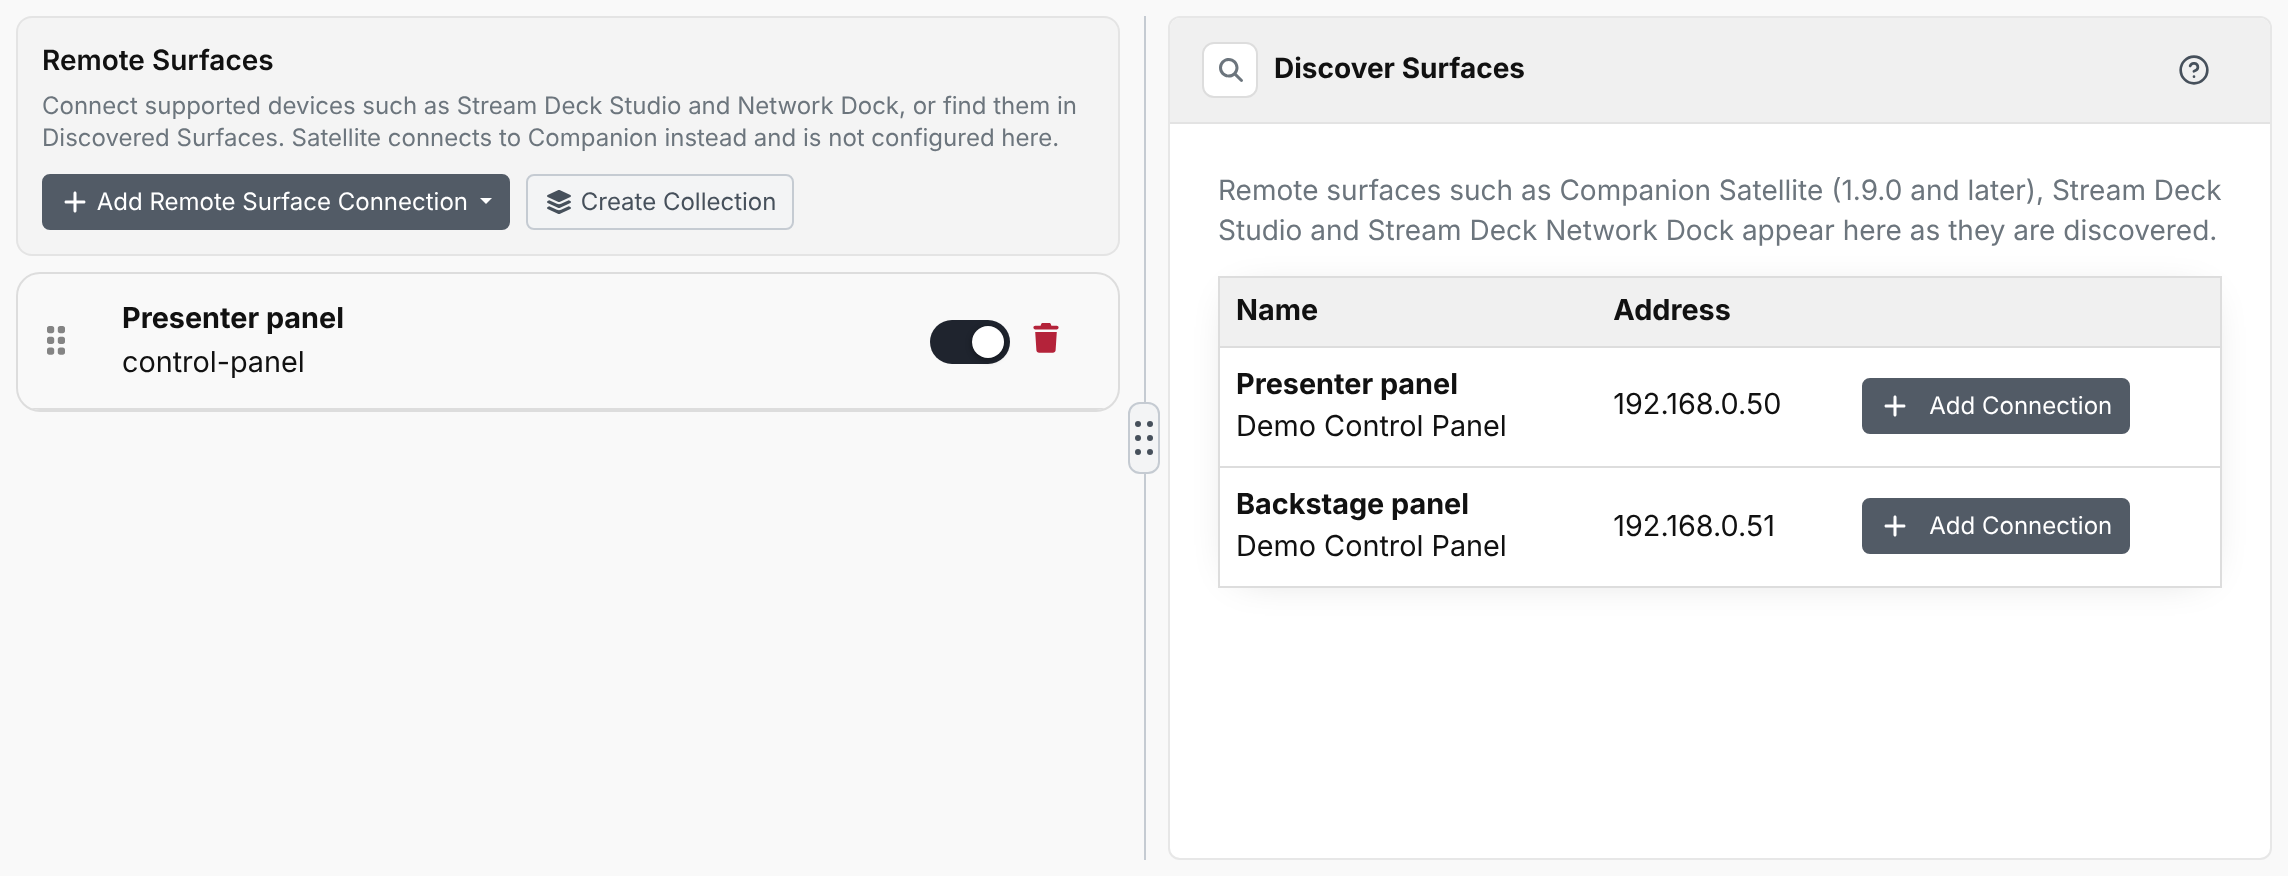 Remote Surfaces
Connect supported devices such as Stream Deck Studio and Network Dock, or find them in
Discovered Surfaces. Satellite connects to Companion instead and is not configured here.
Add Remote Surface Connection
Create Collection
Presenter panel
control-panel
Discover Surfaces
Remote surfaces such as Companion Satellite (1.9.0 and later), Stream Deck
Studio and Stream Deck Network Dock appear here as they are discovered.
Name Address
Presenter panel
Demo Control Panel
192.168.0.50
Add Connection
Backstage panel
Demo Control Panel
192.168.0.51
Add Connection